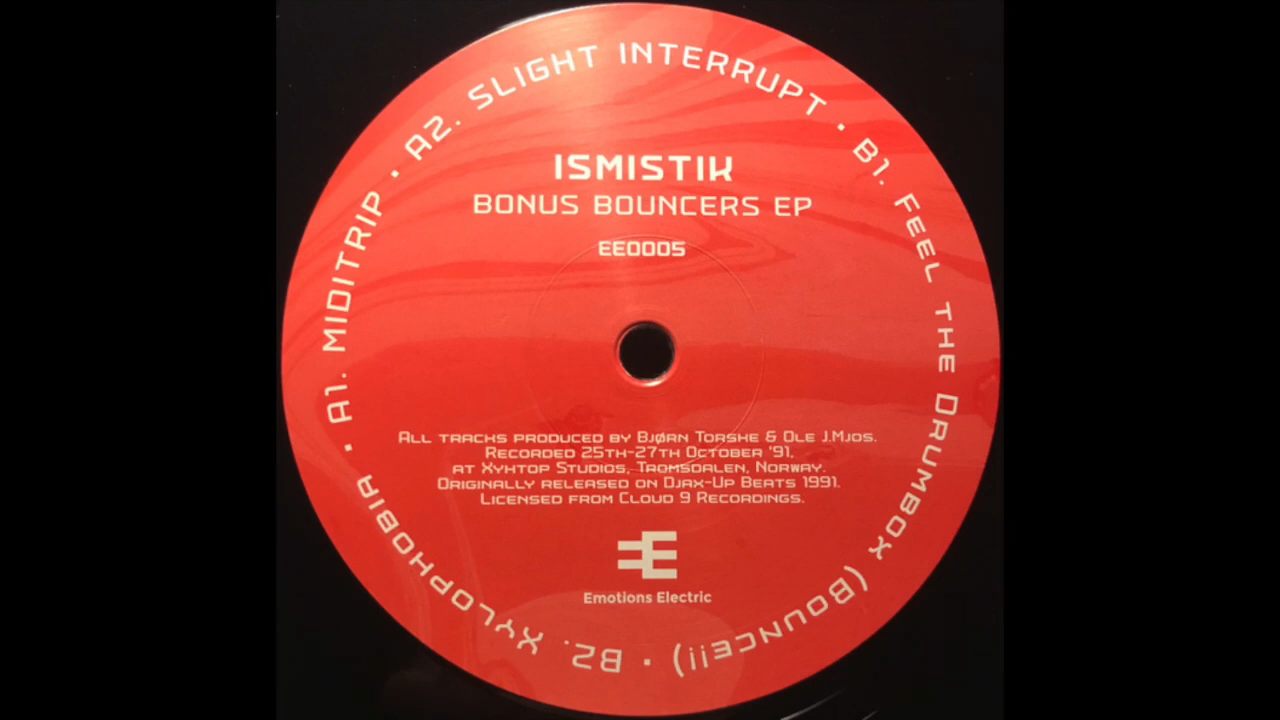 ISMISTIK
BONUS BOUNCERS EP
EE0005
A1. MIDITRIP • A2. SLIGHT INTERRUPT • B1. FEEL THE DRUMBOX (BOUNCE!!) • B2. XYLOPHOBIA •
ALL TRACKS PRODUCED BY BJØRN TORSKE & OLE J.MJOS.
RECORDED 25TH-27TH OCTOBER '91,
AT XYHTOP STUDIOS, TROMSDALEN, NORWAY.
ORIGINALLY RELEASED ON DJAX-UP BEATS 1991.
LICENSED FROM CLOUD 9 RECORDINGS.
Emotions Electric